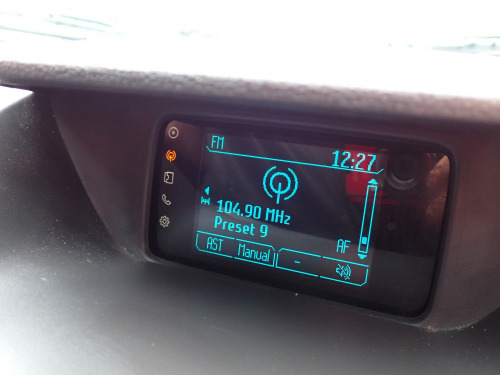 FM
12:27
104.90 MHz
Preset 9
AF
AST Manual -